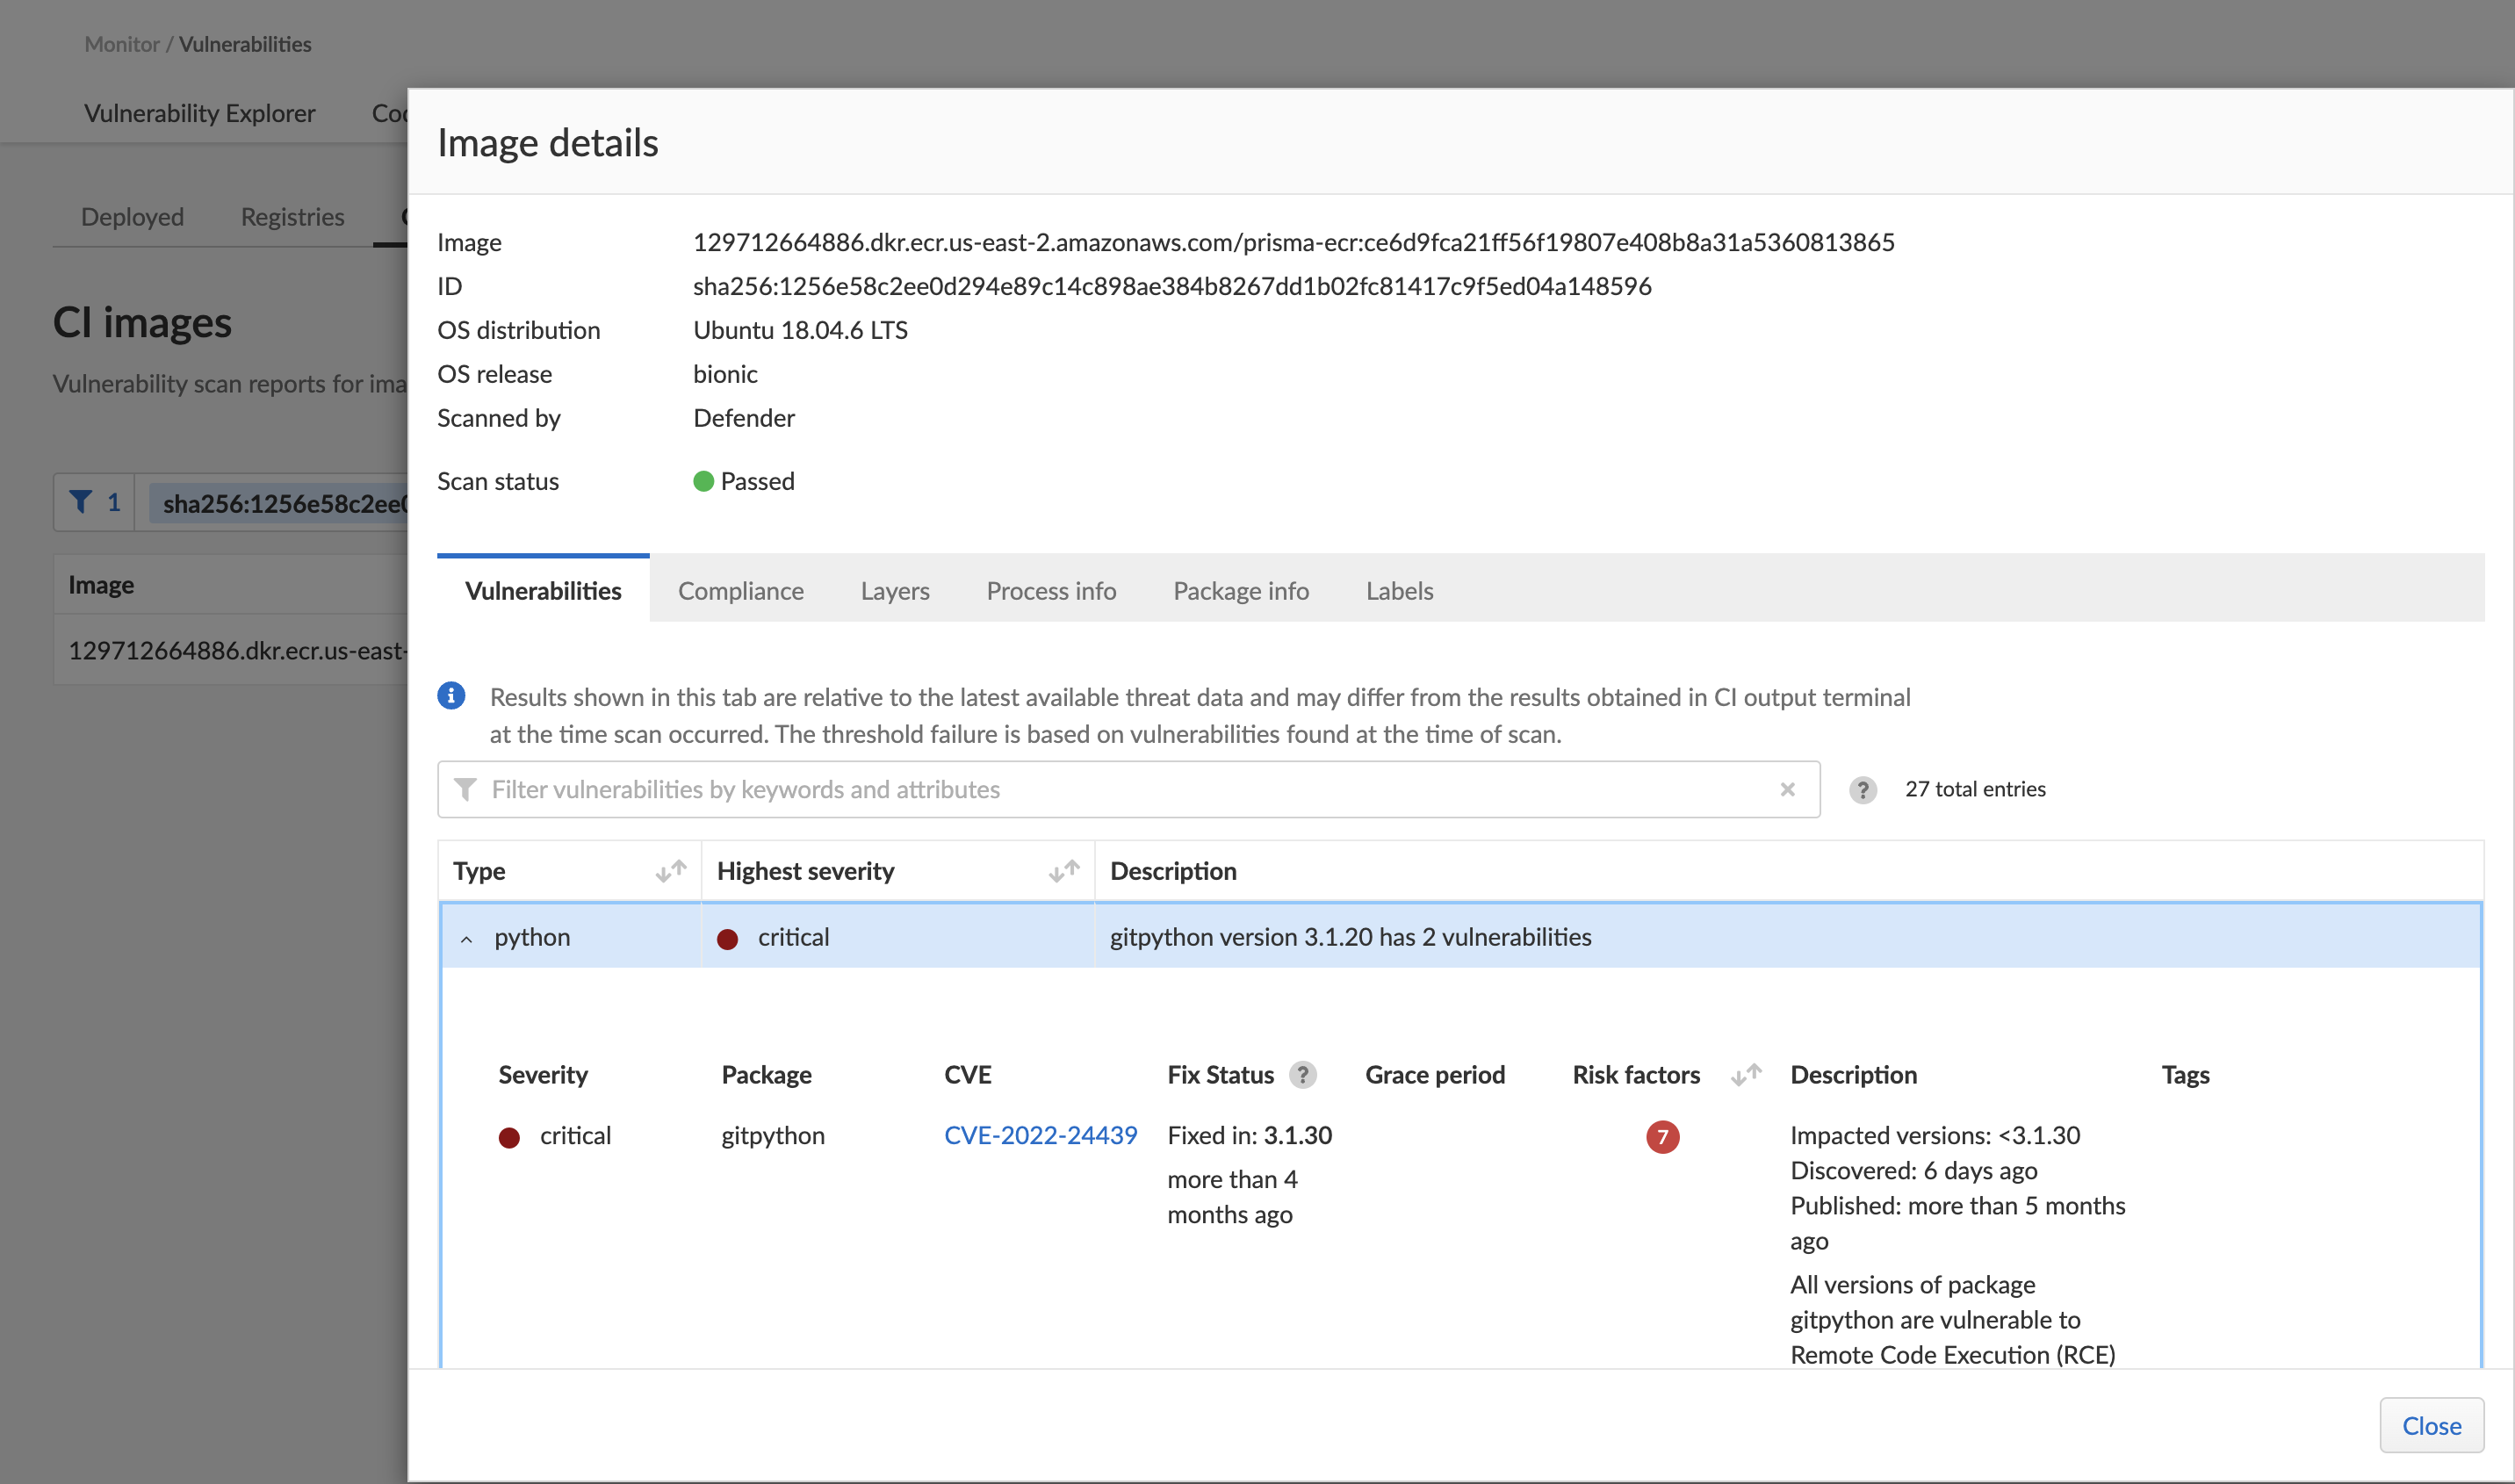 Monitor / Vulnerabilities
Vulnerability Explorer
Image details
Deployed Registries
Image 129712664886.dkr.ecr.us-east-2.amazonaws.com/prisma-ecr:ce6d9fca21ff56f19807e408b8a31a5360813865
ID sha256:1256e58c2ee0d294e89c14c898ae384b8267dd1b02fc81417c9f5ed04a148596
OS distribution Ubuntu 18.04.6 LTS
OS release bionic
Scanned by Defender
Scan status Passed
CI images
Vulnerability scan reports for ima
1 sha256:1256e58c2ee0
Image
129712664886.dkr.ecr.us-east-
Vulnerabilities Compliance Layers Process info Package info Labels
Results shown in this tab are relative to the latest available threat data and may differ from the results obtained in CI output terminal
at the time scan occurred. The threshold failure is based on vulnerabilities found at the time of scan.
Filter vulnerabilities by keywords and attributes × ? 27 total entries
Type Highest severity Description
python critical gitpython version 3.1.20 has 2 vulnerabilities
Severity Package CVE Fix Status ? Grace period Risk factors Description Tags
critical gitpython CVE-2022-24439 Fixed in: 3.1.30 7 Impacted versions: <3.1.30
more than 4
months ago
Discovered: 6 days ago
Published: more than 5 months
ago
All versions of package
gitpython are vulnerable to
Remote Code Execution (RCE)
Close